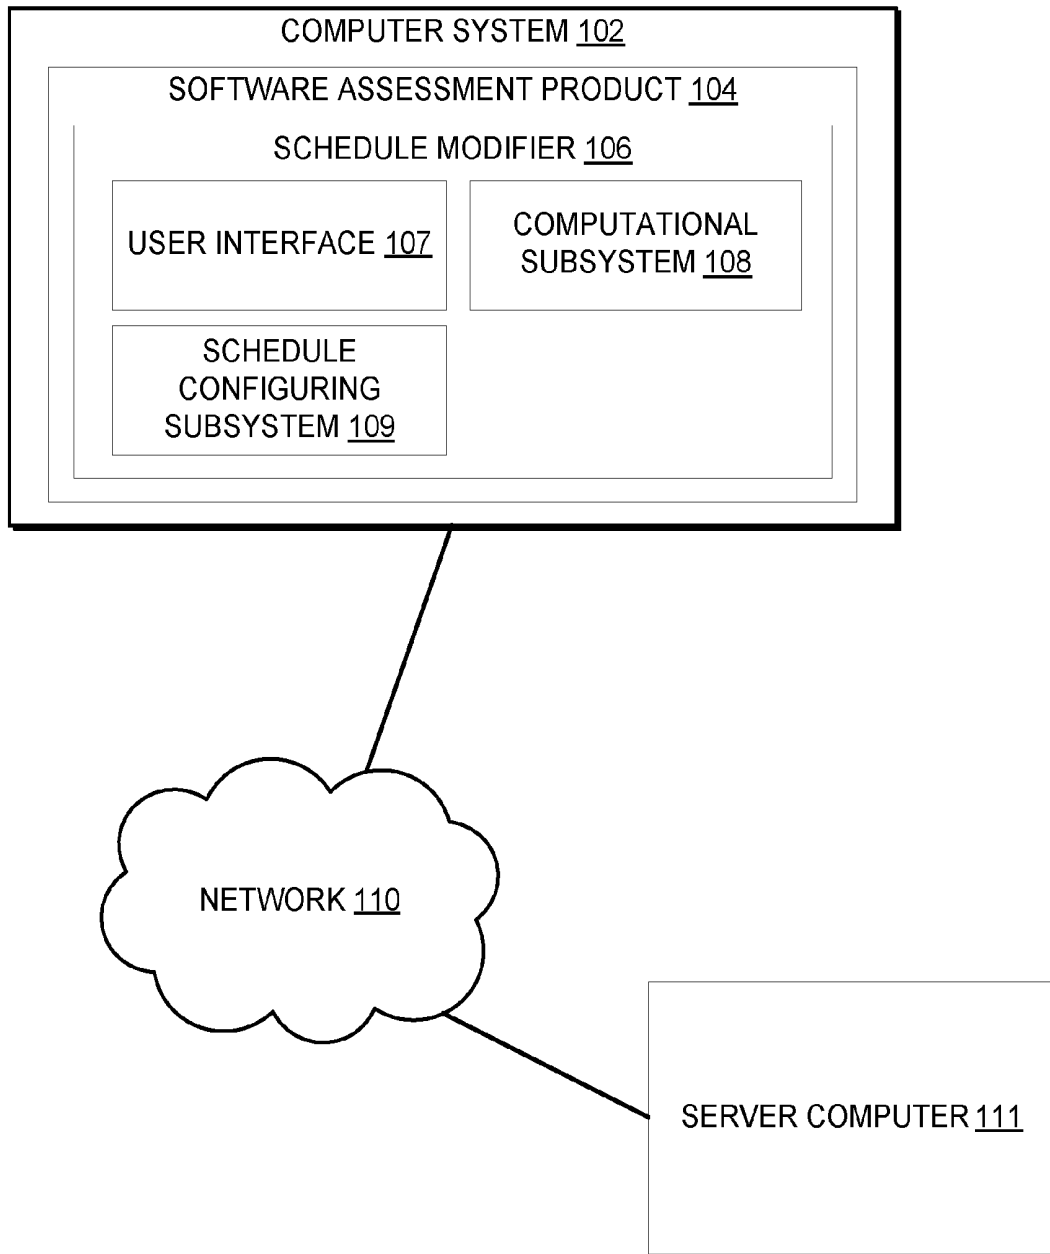 COMPUTER SYSTEM 102
SOFTWARE ASSESSMENT PRODUCT 104
SCHEDULE MODIFIER 106
USER INTERFACE 107
COMPUTATIONAL
SUBSYSTEM 108
SCHEDULE
CONFIGURING
SUBSYSTEM 109
NETWORK 110
SERVER COMPUTER 111